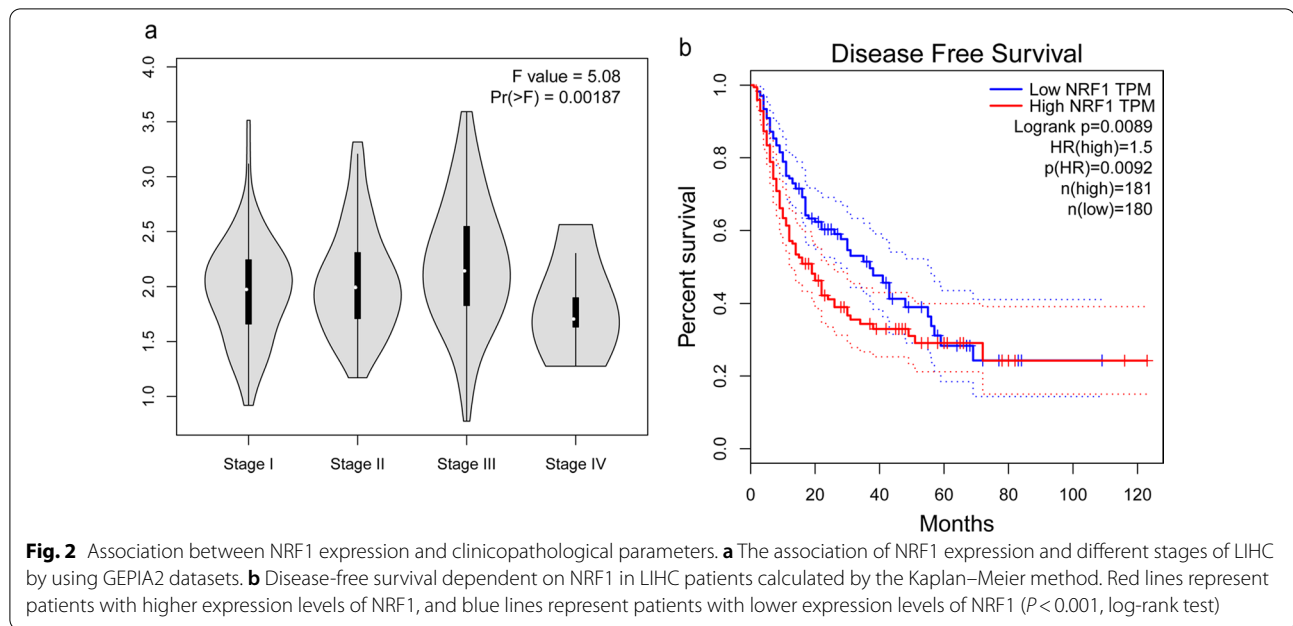 a
4.0
3.5
3.0
2.5
2.0
1.5
1.0
F value = 5.08
Pr(>F) = 0.00187
Stage I Stage II Stage III Stage IV
b
Disease Free Survival
Low NRF1 TPM
High NRF1 TPM
Logrank p=0.0089
HR(high)=1.5
p(HR)=0.0092
n(high)=181
n(low)=180
Percent survival
1.0
0.8
0.6
0.4
0.2
0.0
0 20 40 60 80 100 120
Months
Fig. 2 Association between NRF1 expression and clinicopathological parameters. a The association of NRF1 expression and different stages of LIHC
by using GEPIA2 datasets. b Disease-free survival dependent on NRF1 in LIHC patients calculated by the Kaplan–Meier method. Red lines represent
patients with higher expression levels of NRF1, and blue lines represent patients with lower expression levels of NRF1 (P < 0.001, log-rank test)